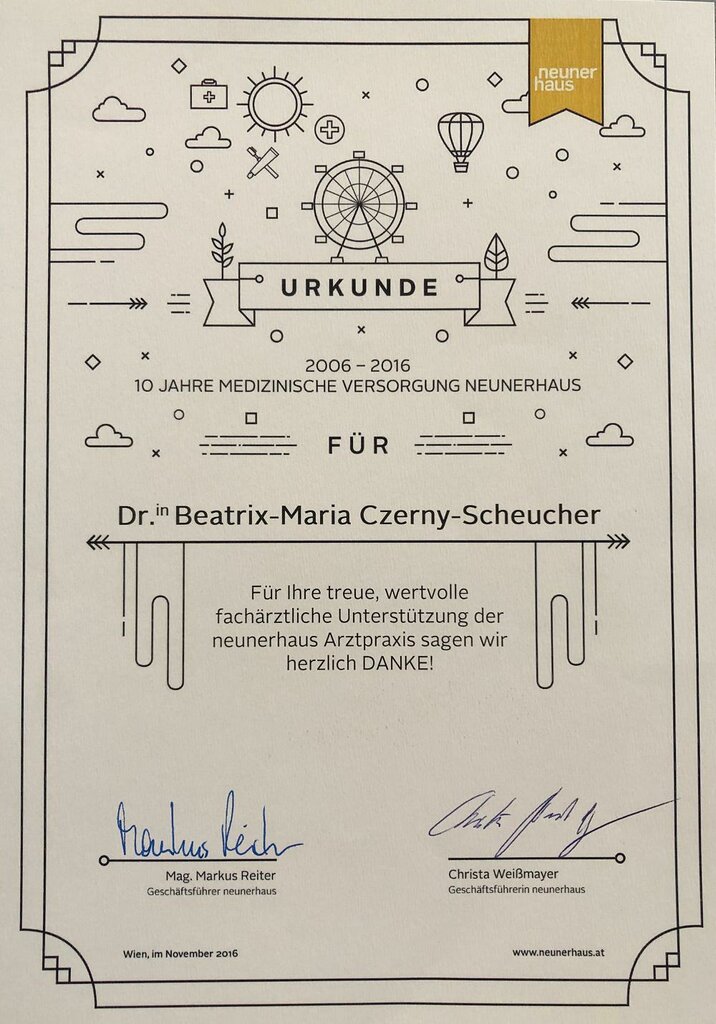 neuner
haus
URKUNDE
2006 – 2016
10 JAHRE MEDIZINISCHE VERSORGUNG NEUNERHAUS
FÜR
Dr.in Beatrix-Maria Czerny-Scheucher
Für Ihre treue, wertvolle
fachärztliche Unterstützung der
neunerhaus Arztpraxis sagen wir
herzlich DANKE!
Markus Reiter
Mag. Markus Reiter
Geschäftsführer neunerhaus
Christa Weißmayer
Geschäftsführerin neunerhaus
Wien, im November 2016
www.neunerhaus.at